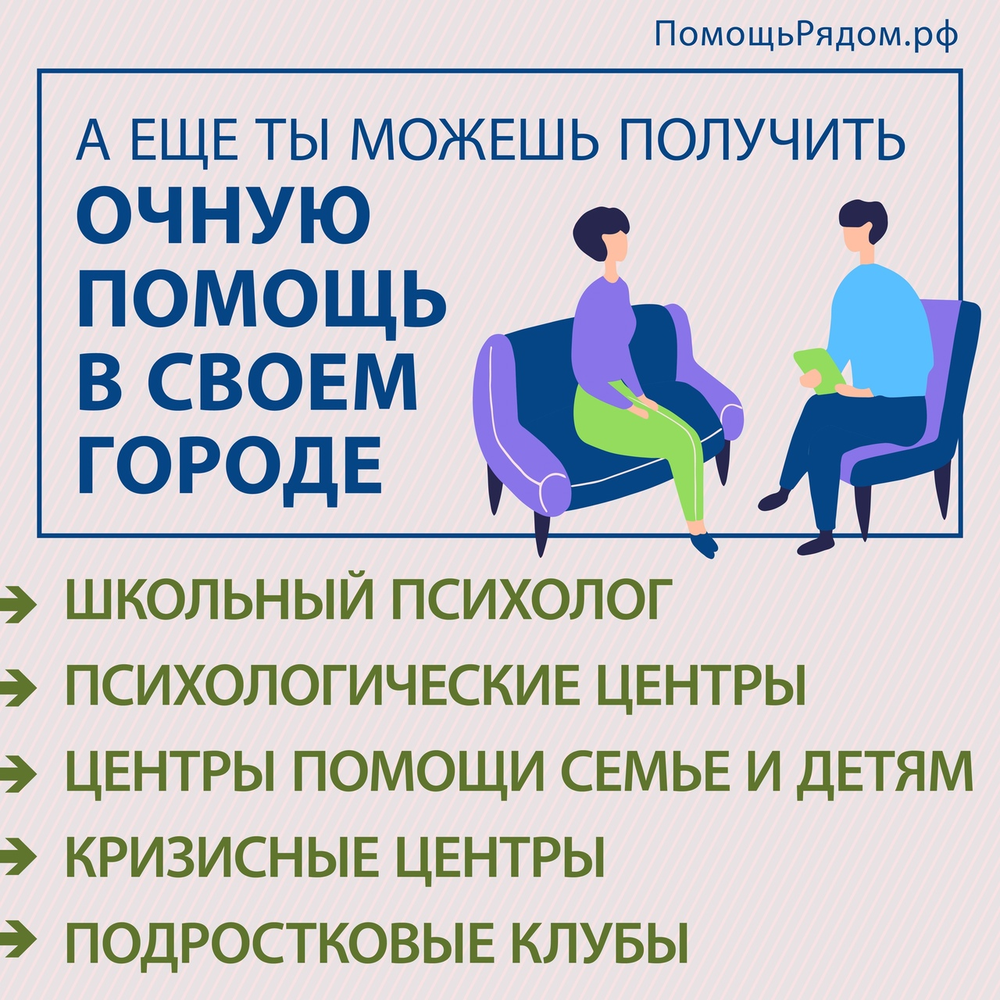 ПомощьРядом.рф
А ЕЩЕ ТЫ МОЖЕШЬ ПОЛУЧИТЬ
ОЧНУЮ
ПОМОЩЬ
В СВОЕМ
ГОРОДЕ
ШКОЛЬНЫЙ ПСИХОЛОГ
ПСИХОЛОГИЧЕСКИЕ ЦЕНТРЫ
ЦЕНТРЫ ПОМОЩИ СЕМЬЕ И ДЕТЯМ
КРИЗИСНЫЕ ЦЕНТРЫ
ПОДРОСТКОВЫЕ КЛУБЫ